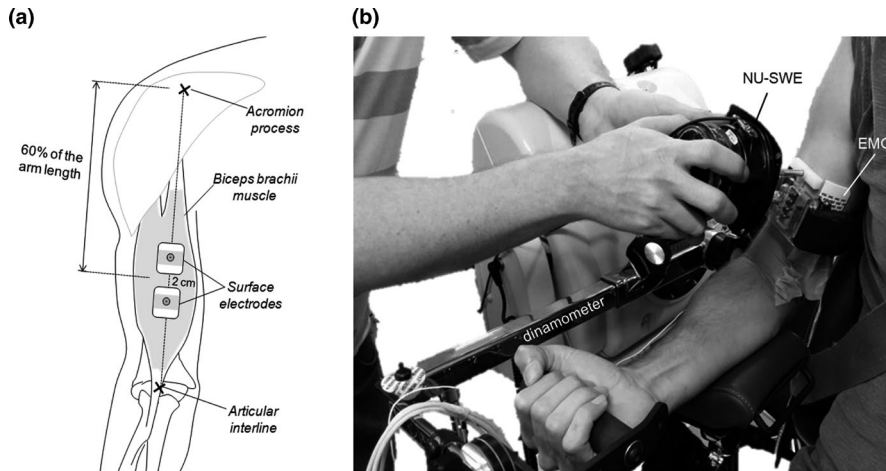 (a)
Acromion
process
60% of the
arm length
Biceps brachii
muscle
2 cm
Surface
electrodes
Articular
interline
(b)
NU-SWE
EMG
dinamometer